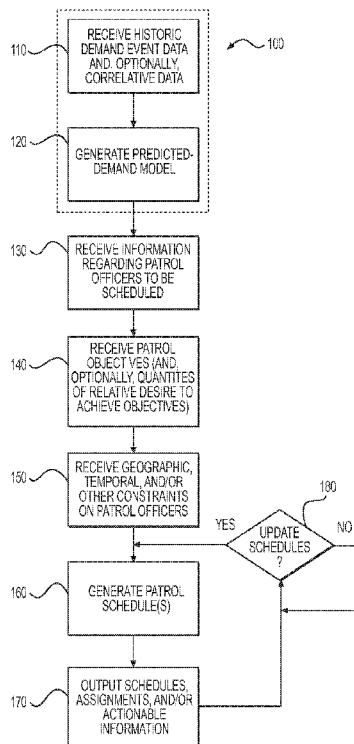 110
RECEIVE HISTORIC
DEMAND EVENT DATA
AND, OPTIONALLY,
CORRELATIVE DATA
100
120
GENERATE PREDICTED-
DEMAND MODEL
130
RECEIVE INFORMATION
REGARDING PATROL
OFFICERS TO BE
SCHEDULED
140
RECEIVE PATROL
OBJECT VES (AND,
OPTIONALLY, QUANTITES
OF RELATIVE DESIRE TO
ACHIEVE OBJECTIVES)
150
RECEIVE GEOGRAPHIC,
TEMPORAL, AND/OR
OTHER CONSTRAINTS
ON PATROL OFFICERS
180
YES
UPDATE
SCHEDULES
?
NO
160
GENERATE PATROL
SCHEDULE(S)
170
OUTPUT SCHEDULES,
ASSIGNMENTS, AND/OR
ACTIONABLE
INFORMATION